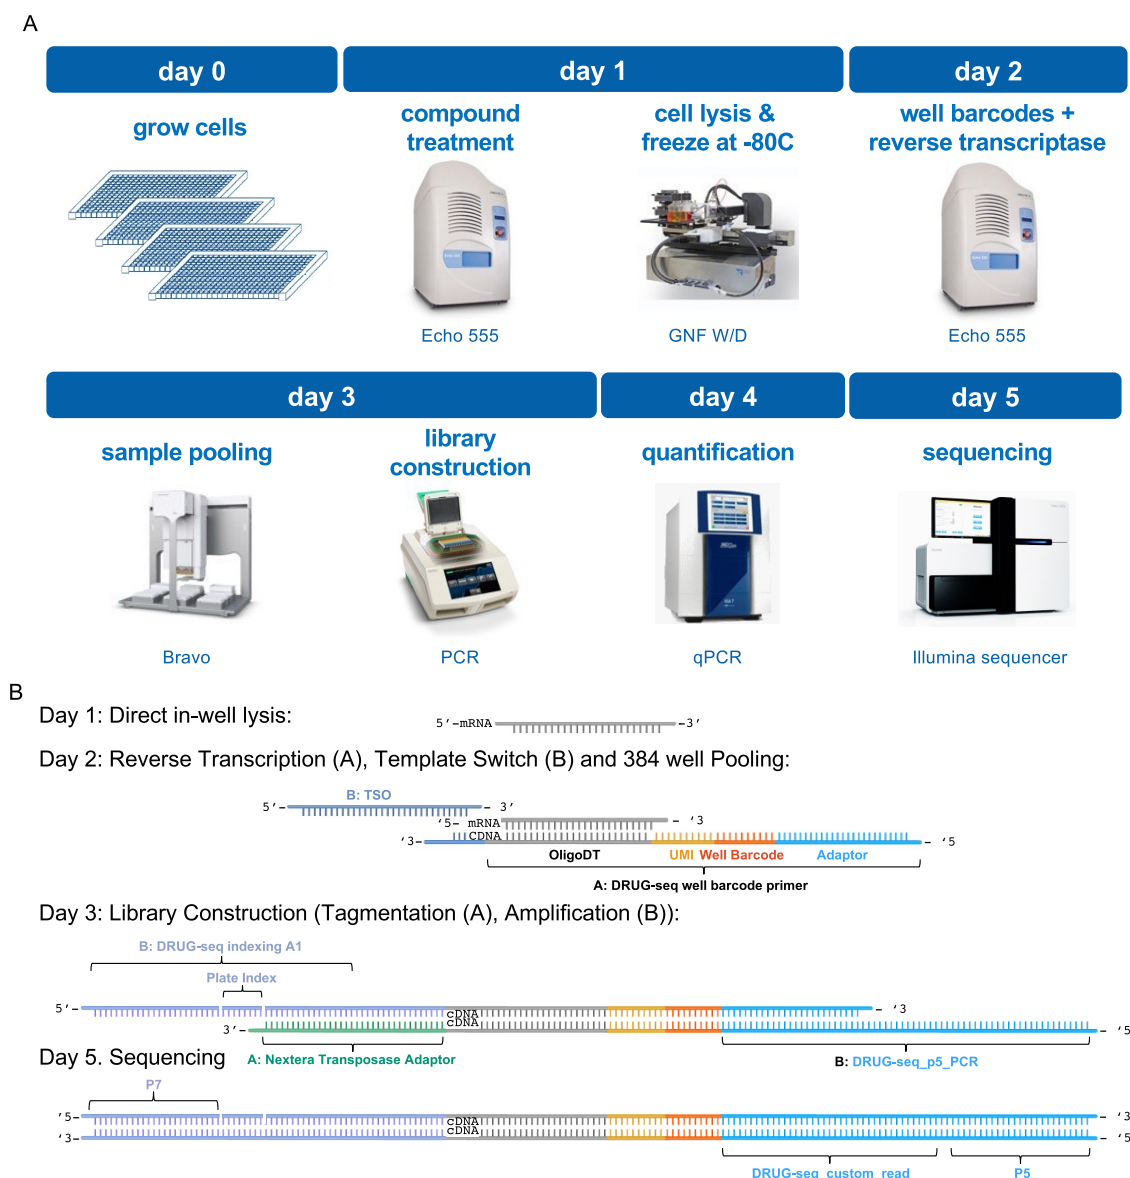 A
day 0
day 1
day 2
grow cells
compound
treatment
cell lysis &
freeze at -80C
well barcodes +
reverse transcriptase
Echo 555
GNF W/D
Echo 555
day 3
day 4
day 5
sample pooling
library
construction
quantification
sequencing
Bravo
PCR
qPCR
Illumina sequencer
B
Day 1: Direct in-well lysis:
5’–mRNA
–3’
Day 2: Reverse Transcription (A), Template Switch (B) and 384 well Pooling:
B: TSO
5’–
– 3’
‘5– mRNA
– ‘3
‘3–
CDNA
– ‘5
OligoDT
UMI
Well Barcode
Adaptor
A: DRUG-seq well barcode primer
Day 3: Library Construction (Tagmentation (A), Amplification (B)):
B: DRUG-seq indexing A1
Plate Index
5’–
cDNA
– ‘3
3’–
cDNA
– ‘5
A: Nextera Transposase Adaptor
B: DRUG-seq_p5_PCR
Day 5. Sequencing
P7
‘5–
cDNA
– ‘3
‘3–
cDNA
– ‘5
DRUG-seq_custom_read
P5